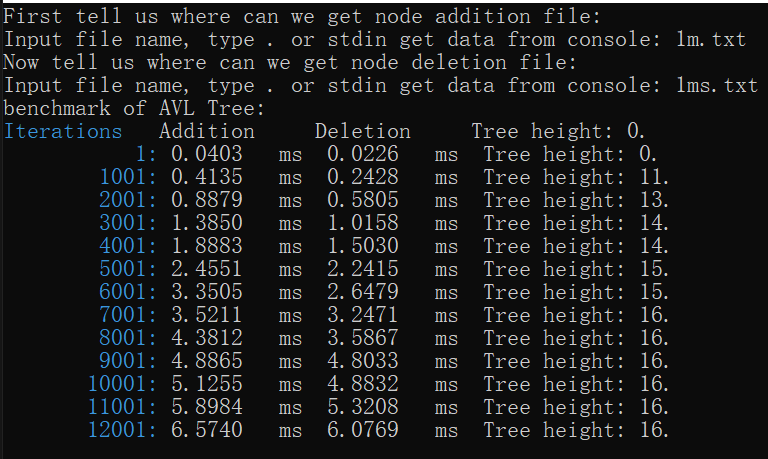 First tell us where can we get node addition file:
Input file name, type . or stdin get data from console: 1m.txt
Now tell us where can we get node deletion file:
Input file name, type . or stdin get data from console: 1ms.txt
benchmark of AVL Tree:
Iterations Addition Deletion Tree height: 0.
1: 0.0403 ms 0.0226 ms Tree height: 0.
1001: 0.4135 ms 0.2428 ms Tree height: 11.
2001: 0.8879 ms 0.5805 ms Tree height: 13.
3001: 1.3850 ms 1.0158 ms Tree height: 14.
4001: 1.8883 ms 1.5030 ms Tree height: 14.
5001: 2.4551 ms 2.2415 ms Tree height: 15.
6001: 3.3505 ms 2.6479 ms Tree height: 15.
7001: 3.5211 ms 3.2471 ms Tree height: 16.
8001: 4.3812 ms 3.5867 ms Tree height: 16.
9001: 4.8865 ms 4.8033 ms Tree height: 16.
10001: 5.1255 ms 4.8832 ms Tree height: 16.
11001: 5.8984 ms 5.3208 ms Tree height: 16.
12001: 6.5740 ms 6.0769 ms Tree height: 16.